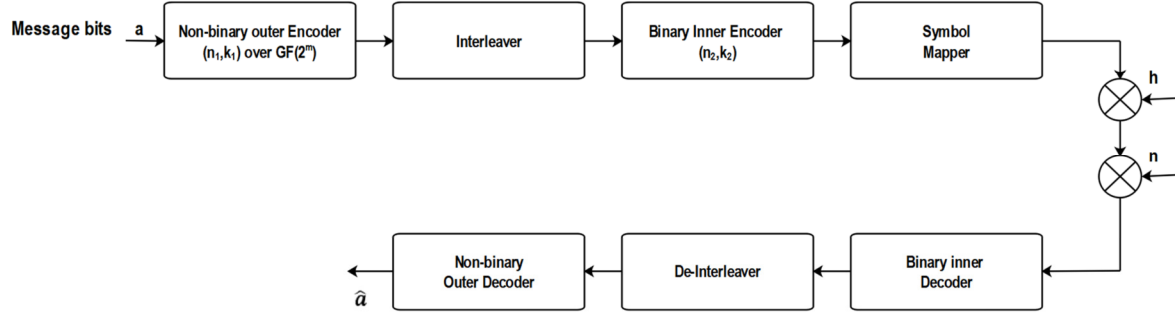 Message bits
a
Non-binary outer Encoder
(n₁,k₁) over GF(2ᵐ)
Interleaver
Binary Inner Encoder
(n₂,k₂)
Symbol
Mapper
h
n
Binary inner
Decoder
De-Interleaver
Non-binary
Outer Decoder
â